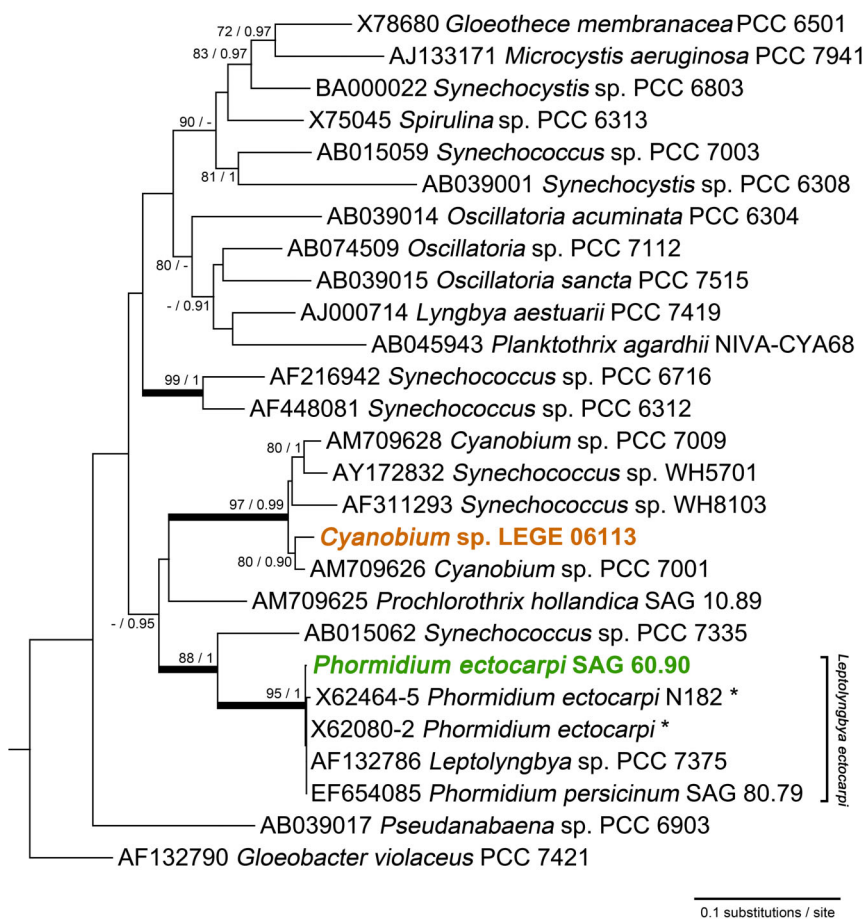 X78680 Gloeothece membranacea PCC 6501
72 / 0.97
83 / 0.97
AJ133171 Microcystis aeruginosa PCC 7941
BA000022 Synechocystis sp. PCC 6803
X75045 Spirulina sp. PCC 6313
90 / -
AB015059 Synechococcus sp. PCC 7003
81 / 1
AB039001 Synechocystis sp. PCC 6308
AB039014 Oscillatoria acuminata PCC 6304
AB074509 Oscillatoria sp. PCC 7112
80 / -
AB039015 Oscillatoria sancta PCC 7515
- / 0.91
AJ000714 Lyngbya aestuarii PCC 7419
AB045943 Planktothrix agardhii NIVA-CYA68
99 / 1
AF216942 Synechococcus sp. PCC 6716
AF448081 Synechococcus sp. PCC 6312
80 / 1
AM709628 Cyanobium sp. PCC 7009
AY172832 Synechococcus sp. WH5701
97 / 0.99
AF311293 Synechococcus sp. WH8103
Cyanobium sp. LEGE 06113
80 / 0.90
AM709626 Cyanobium sp. PCC 7001
AM709625 Prochlorothrix hollandica SAG 10.89
- / 0.95
AB015062 Synechococcus sp. PCC 7335
88 / 1
Phormidium ectocarpi SAG 60.90
95 / 1
X62464-5 Phormidium ectocarpi N182 *
X62080-2 Phormidium ectocarpi *
AF132786 Leptolyngbya sp. PCC 7375
EF654085 Phormidium persicinum SAG 80.79
Leptolyngbya ectocarpi
AB039017 Pseudanabaena sp. PCC 6903
AF132790 Gloeobacter violaceus PCC 7421
0.1 substitutions / site